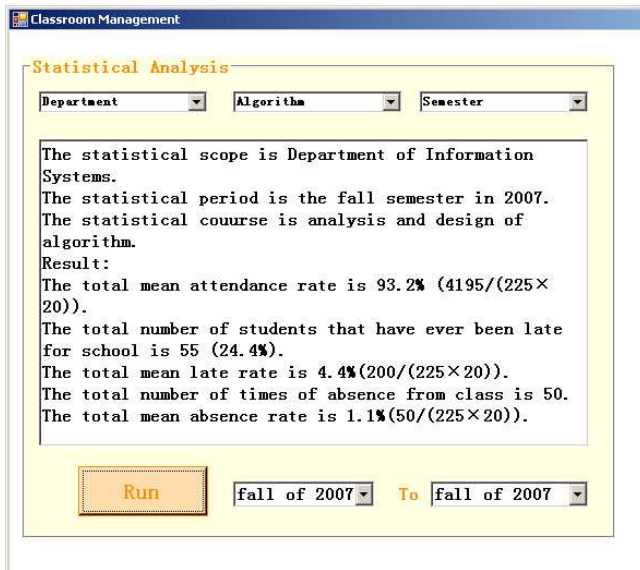 Classroom Management
Statistical Analysis
Department Algorithm Semester
The statistical scope is Department of Information
Systems.
The statistical period is the fall semester in 2007.
The statistical couurse is analysis and design of
algorithm.
Result:
The total mean attendance rate is 93.2% (4195/(225×
20)).
The total number of students that have ever been late
for school is 55 (24.4%).
The total mean late rate is 4.4%(200/(225×20)).
The total number of times of absence from class is 50.
The total mean absence rate is 1.1%(50/(225×20)).
Run fall of 2007 To fall of 2007